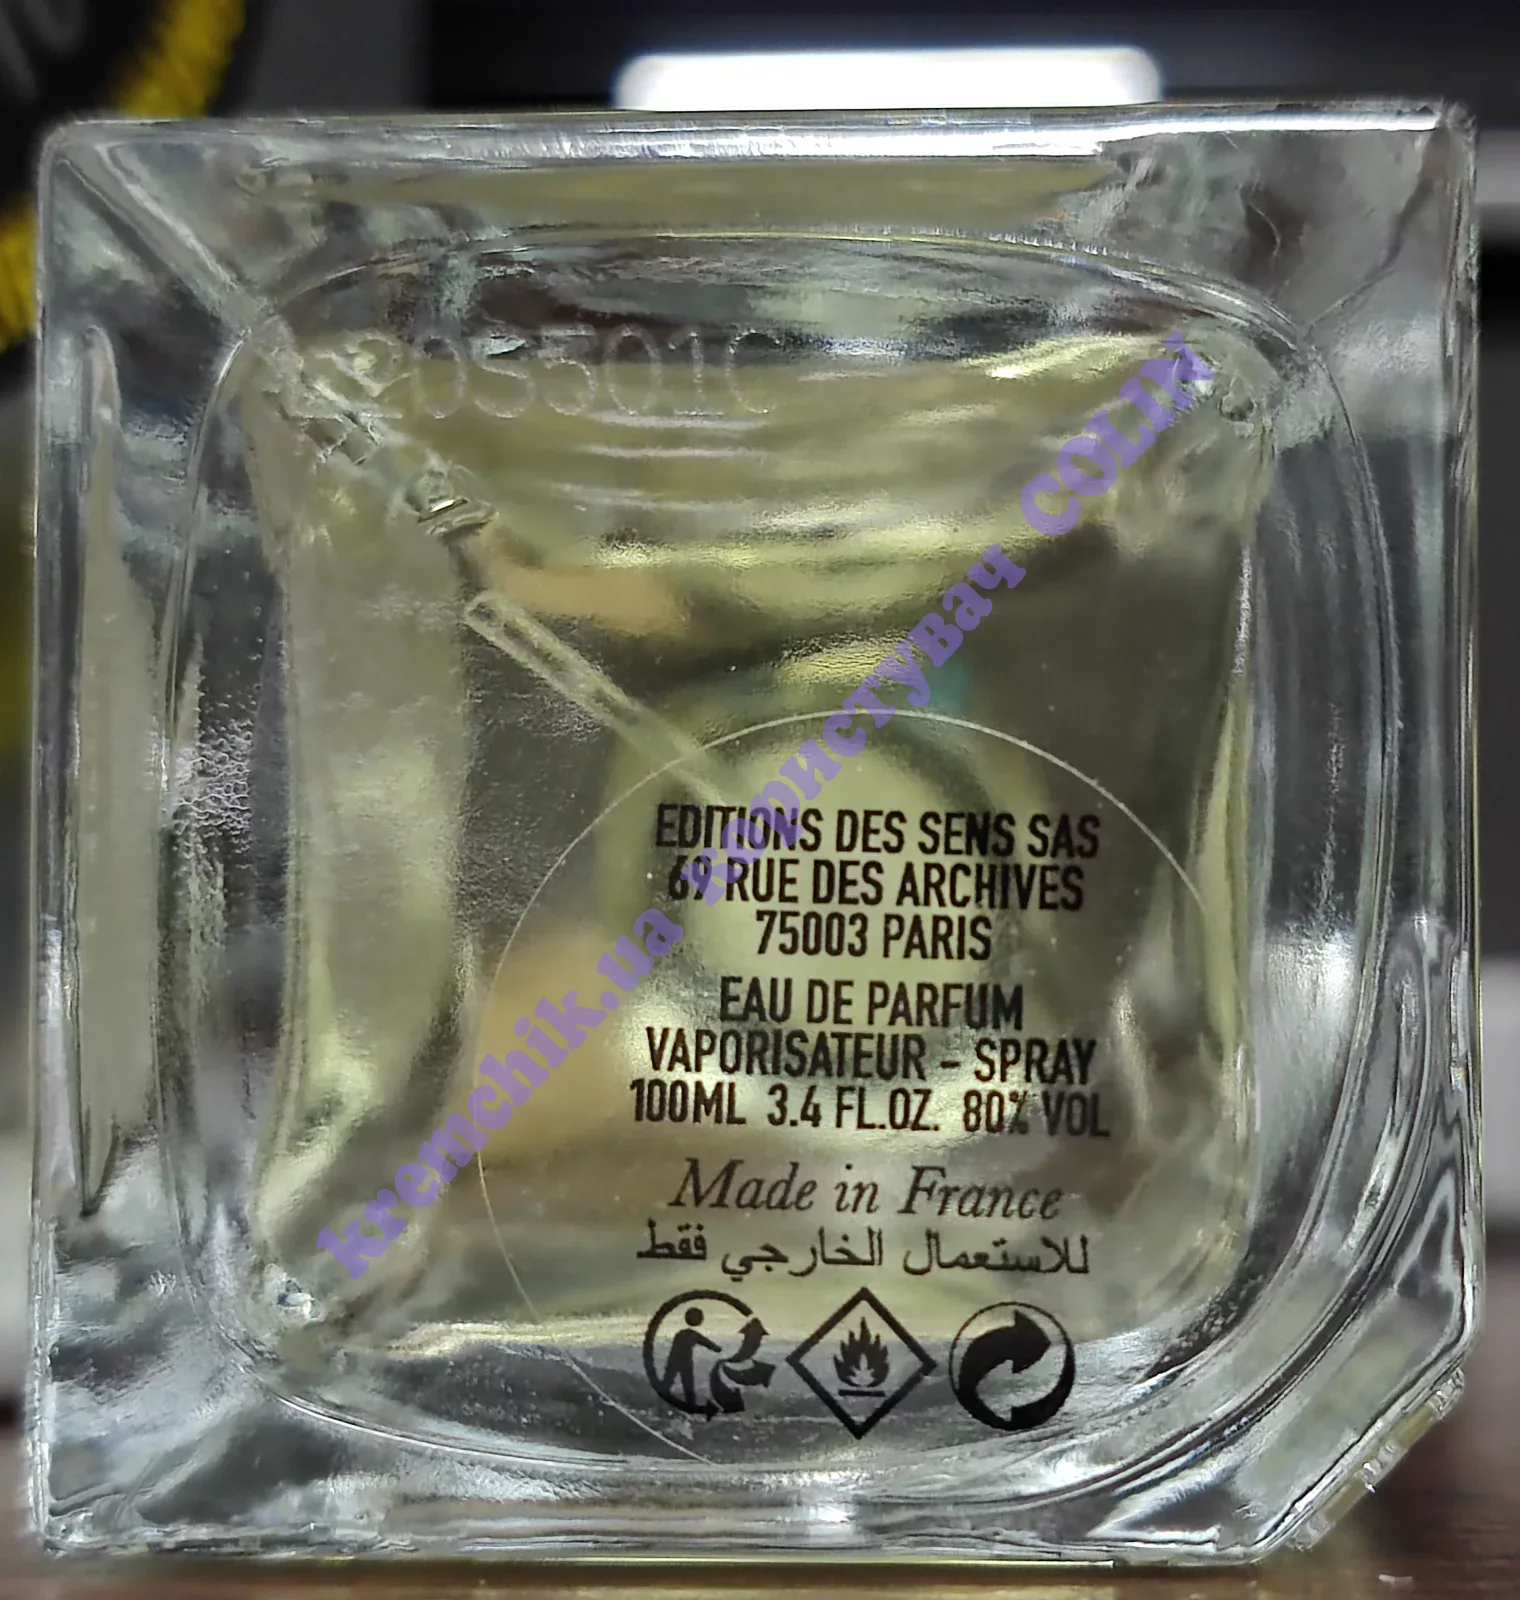 EDITIONS DES SENS SAS
69 RUE DES ARCHIVES
75003 PARIS
EAU DE PARFUM
VAPORISATEUR - SPRAY
100ML 3.4 FL.OZ. 80% VOL
Made in France
للاستعمال الخارجي فقط
kremchik.ua користувач COLIN